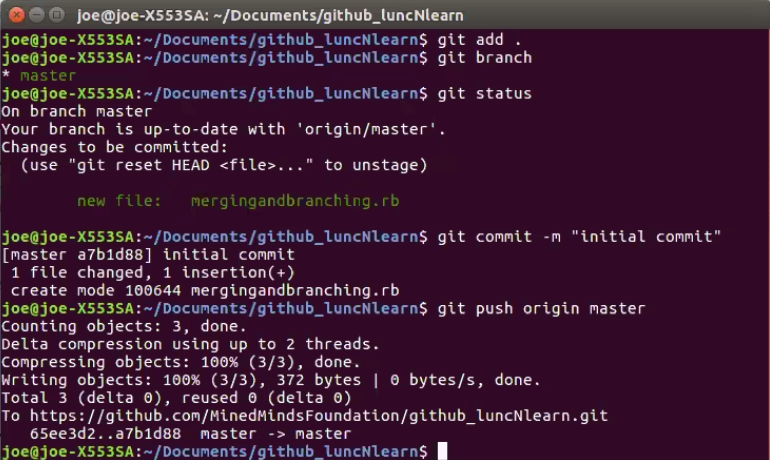 joe@joe-X553SA: ~/Documents/github_luncNlearn
joe@joe-X553SA:~/Documents/github_luncNlearn$ git add .
joe@joe-X553SA:~/Documents/github_luncNlearn$ git branch
* master
joe@joe-X553SA:~/Documents/github_luncNlearn$ git status
On branch master
Your branch is up-to-date with 'origin/master'.
Changes to be committed:
  (use "git reset HEAD <file>..." to unstage)
        new file:   mergingandbranching.rb
joe@joe-X553SA:~/Documents/github_luncNlearn$ git commit -m "initial commit"
[master a7b1d88] initial commit
 1 file changed, 1 insertion(+)
 create mode 100644 mergingandbranching.rb
joe@joe-X553SA:~/Documents/github_luncNlearn$ git push origin master
Counting objects: 3, done.
Delta compression using up to 2 threads.
Compressing objects: 100% (3/3), done.
Writing objects: 100% (3/3), 372 bytes | 0 bytes/s, done.
Total 3 (delta 0), reused 0 (delta 0)
To https://github.com/MinedMindsFoundation/github_luncNlearn.git
   65ee3d2..a7b1d88  master -> master
joe@joe-X553SA:~/Documents/github_luncNlearn$